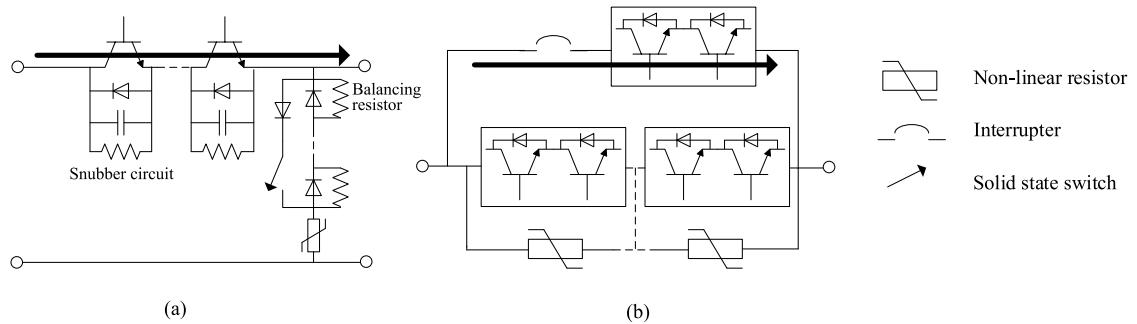 Balancing
resistor
Snubber circuit
(a)
(b)
Non-linear resistor
Interrupter
Solid state switch